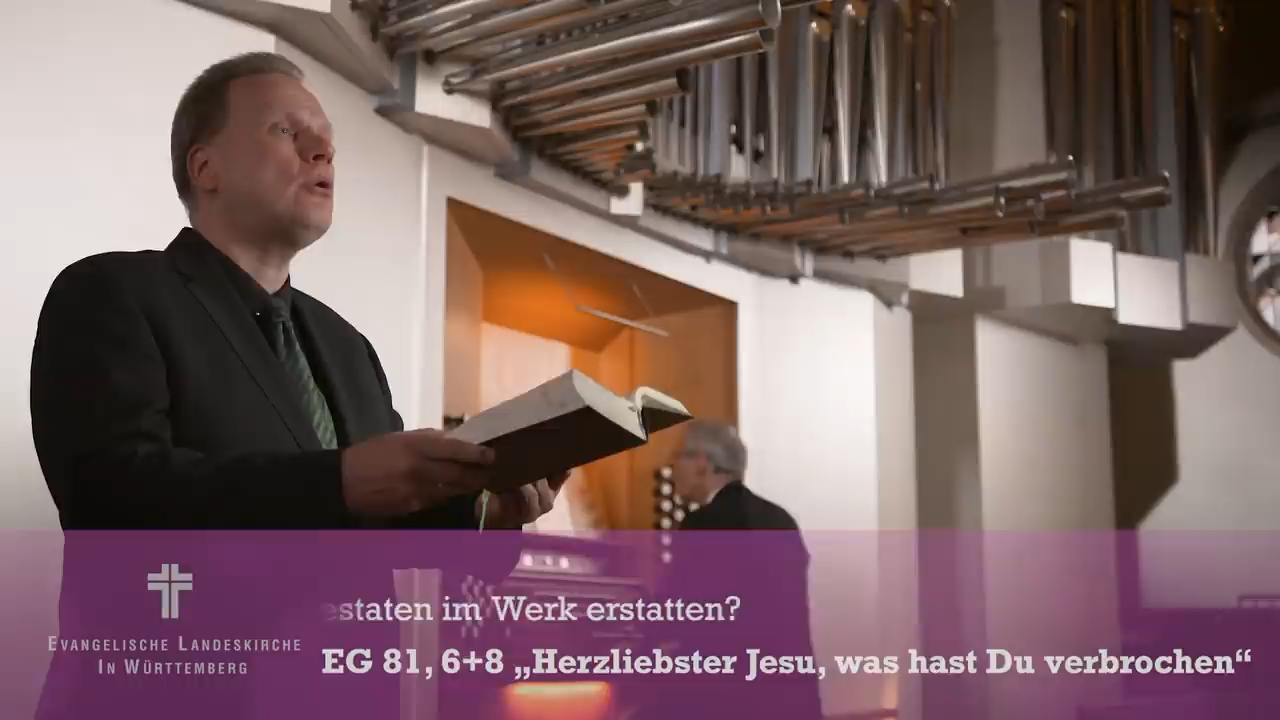 estaten im Werk erstatten?
EG 81, 6+8 „Herzliebster Jesu, was hast Du verbrochen“
EVANGELISCHE LANDESKIRCHE
IN WÜRTTEMBERG